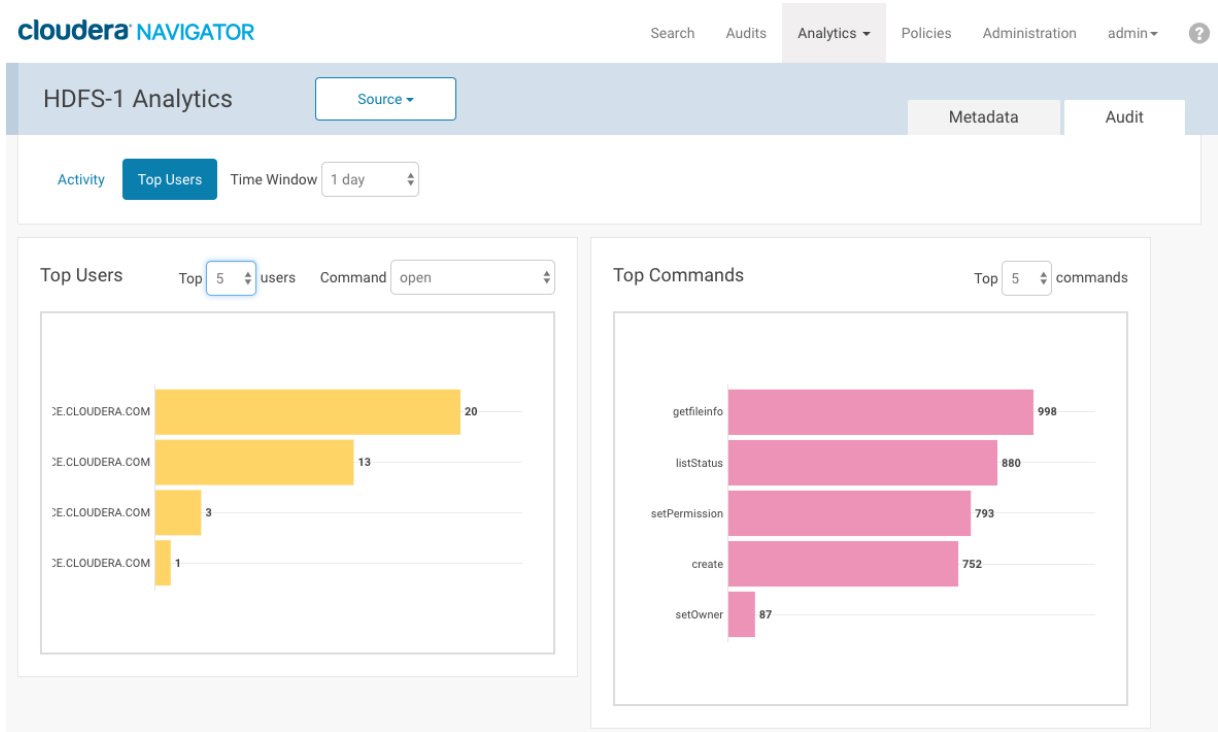 cloudera NAVIGATOR
Search Audits Analytics Policies Administration admin ?
HDFS-1 Analytics Source
Metadata Audit
Activity Top Users Time Window 1 day
Top Users Top 5 users Command open
CE.CLOUDERA.COM 20
CE.CLOUDERA.COM 13
CE.CLOUDERA.COM 3
CE.CLOUDERA.COM 1
Top Commands Top 5 commands
getfileinfo 998
listStatus 880
setPermission 793
create 752
setOwner 87